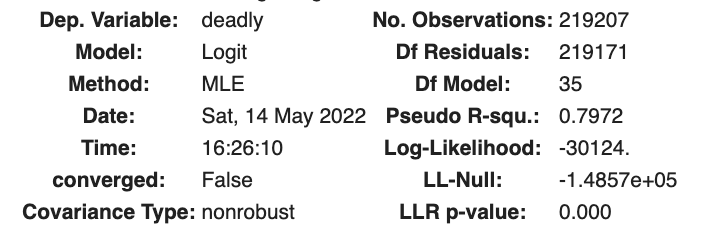 Dep. Variable: deadly No. Observations: 219207
Model: Logit Df Residuals: 219171
Method: MLE Df Model: 35
Date: Sat, 14 May 2022 Pseudo R-squ.: 0.7972
Time: 16:26:10 Log-Likelihood: -30124.
converged: False LL-Null: -1.4857e+05
Covariance Type: nonrobust LLR p-value: 0.000